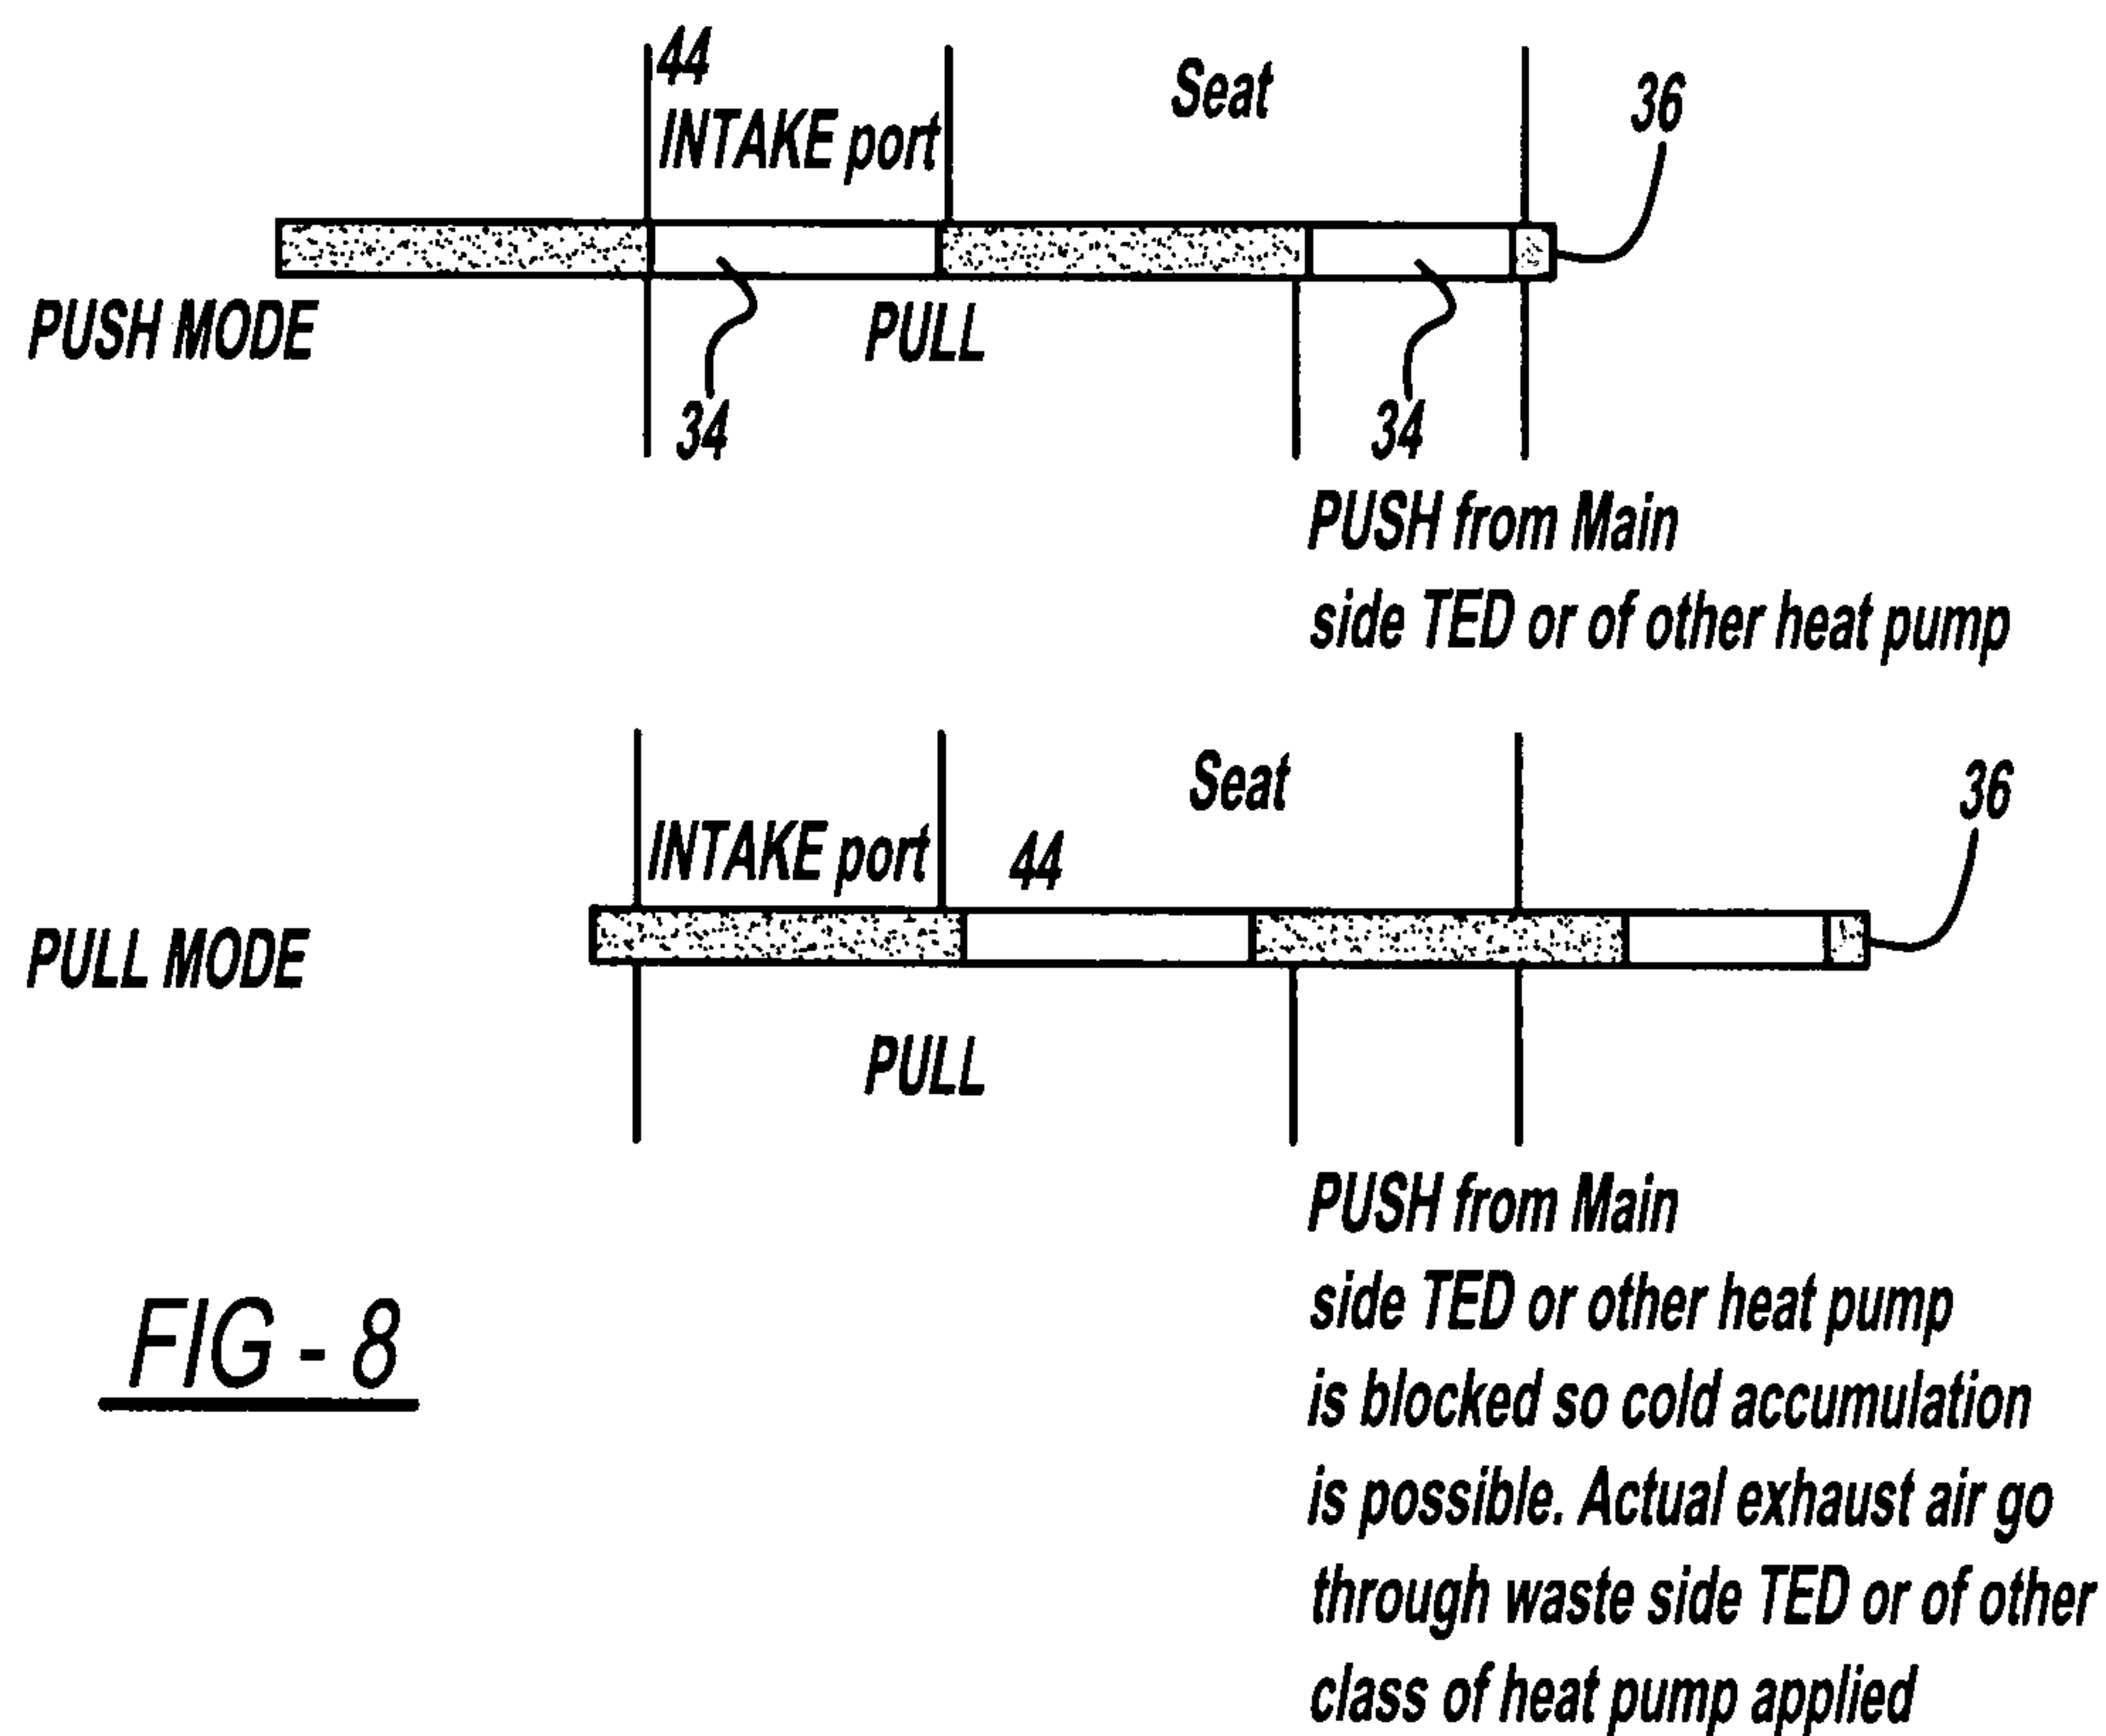 44
INTAKE port
Seat
36
PUSH MODE
PULL
34
34
PUSH from Main
side TED or of other heat pump
Seat
36
INTAKE port
44
PULL MODE
PULL
PUSH from Main
side TED or other heat pump
is blocked so cold accumulation
is possible. Actual exhaust air go
through waste side TED or of other
class of heat pump applied
FIG - 8